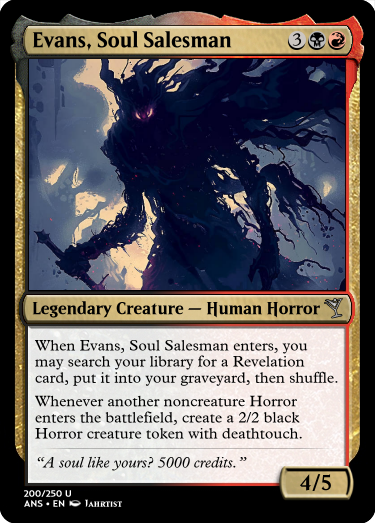 Evans, Soul Salesman 3
Legendary Creature — Human Horror
When Evans, Soul Salesman enters, you
may search your library for a Revelation
card, put it into your graveyard, then shuffle.
Whenever another noncreature Horror
enters the battlefield, create a 2/2 black
Horror creature token with deathtouch.
“A soul like yours? 5000 credits.”
4/5
200/250 U
ANS • EN JAHRTIST